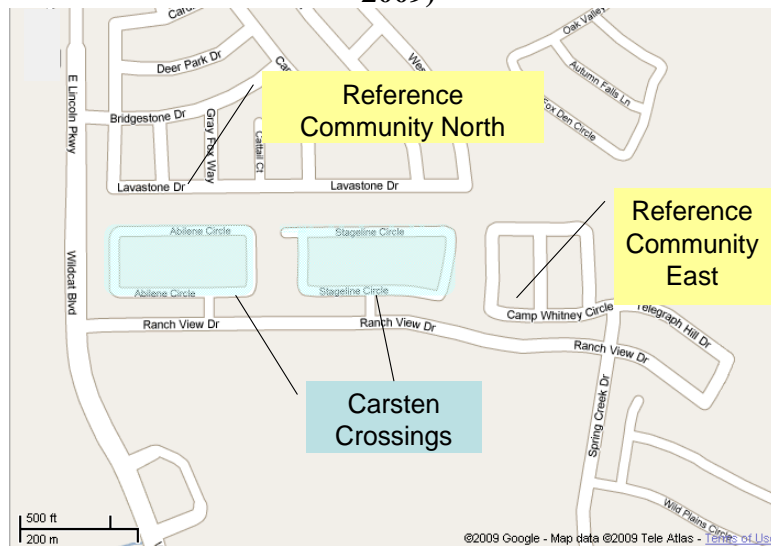 2009)
Deer Park Dr
Oak Valley
Autumn Falls Ln
Fox Den Circle
E Lincoln Pkwy
Reference
Community North
Bridgestone Dr
Gray Fox Way
Cattail Ct
Lavastone Dr
Lavastone Dr
Reference
Community
East
Abilene Circle
Stageline Circle
Wildcat Blvd
Abilene Circle
Stageline Circle
Camp Whitney Circle
Telegraph Hill Dr
Ranch View Dr
Ranch View Dr
Ranch View Dr
Carsten
Crossings
Spring Creek Dr
Wild Plains Circle
500 ft
200 m
©2009 Google - Map data ©2009 Tele Atlas - Terms of Use